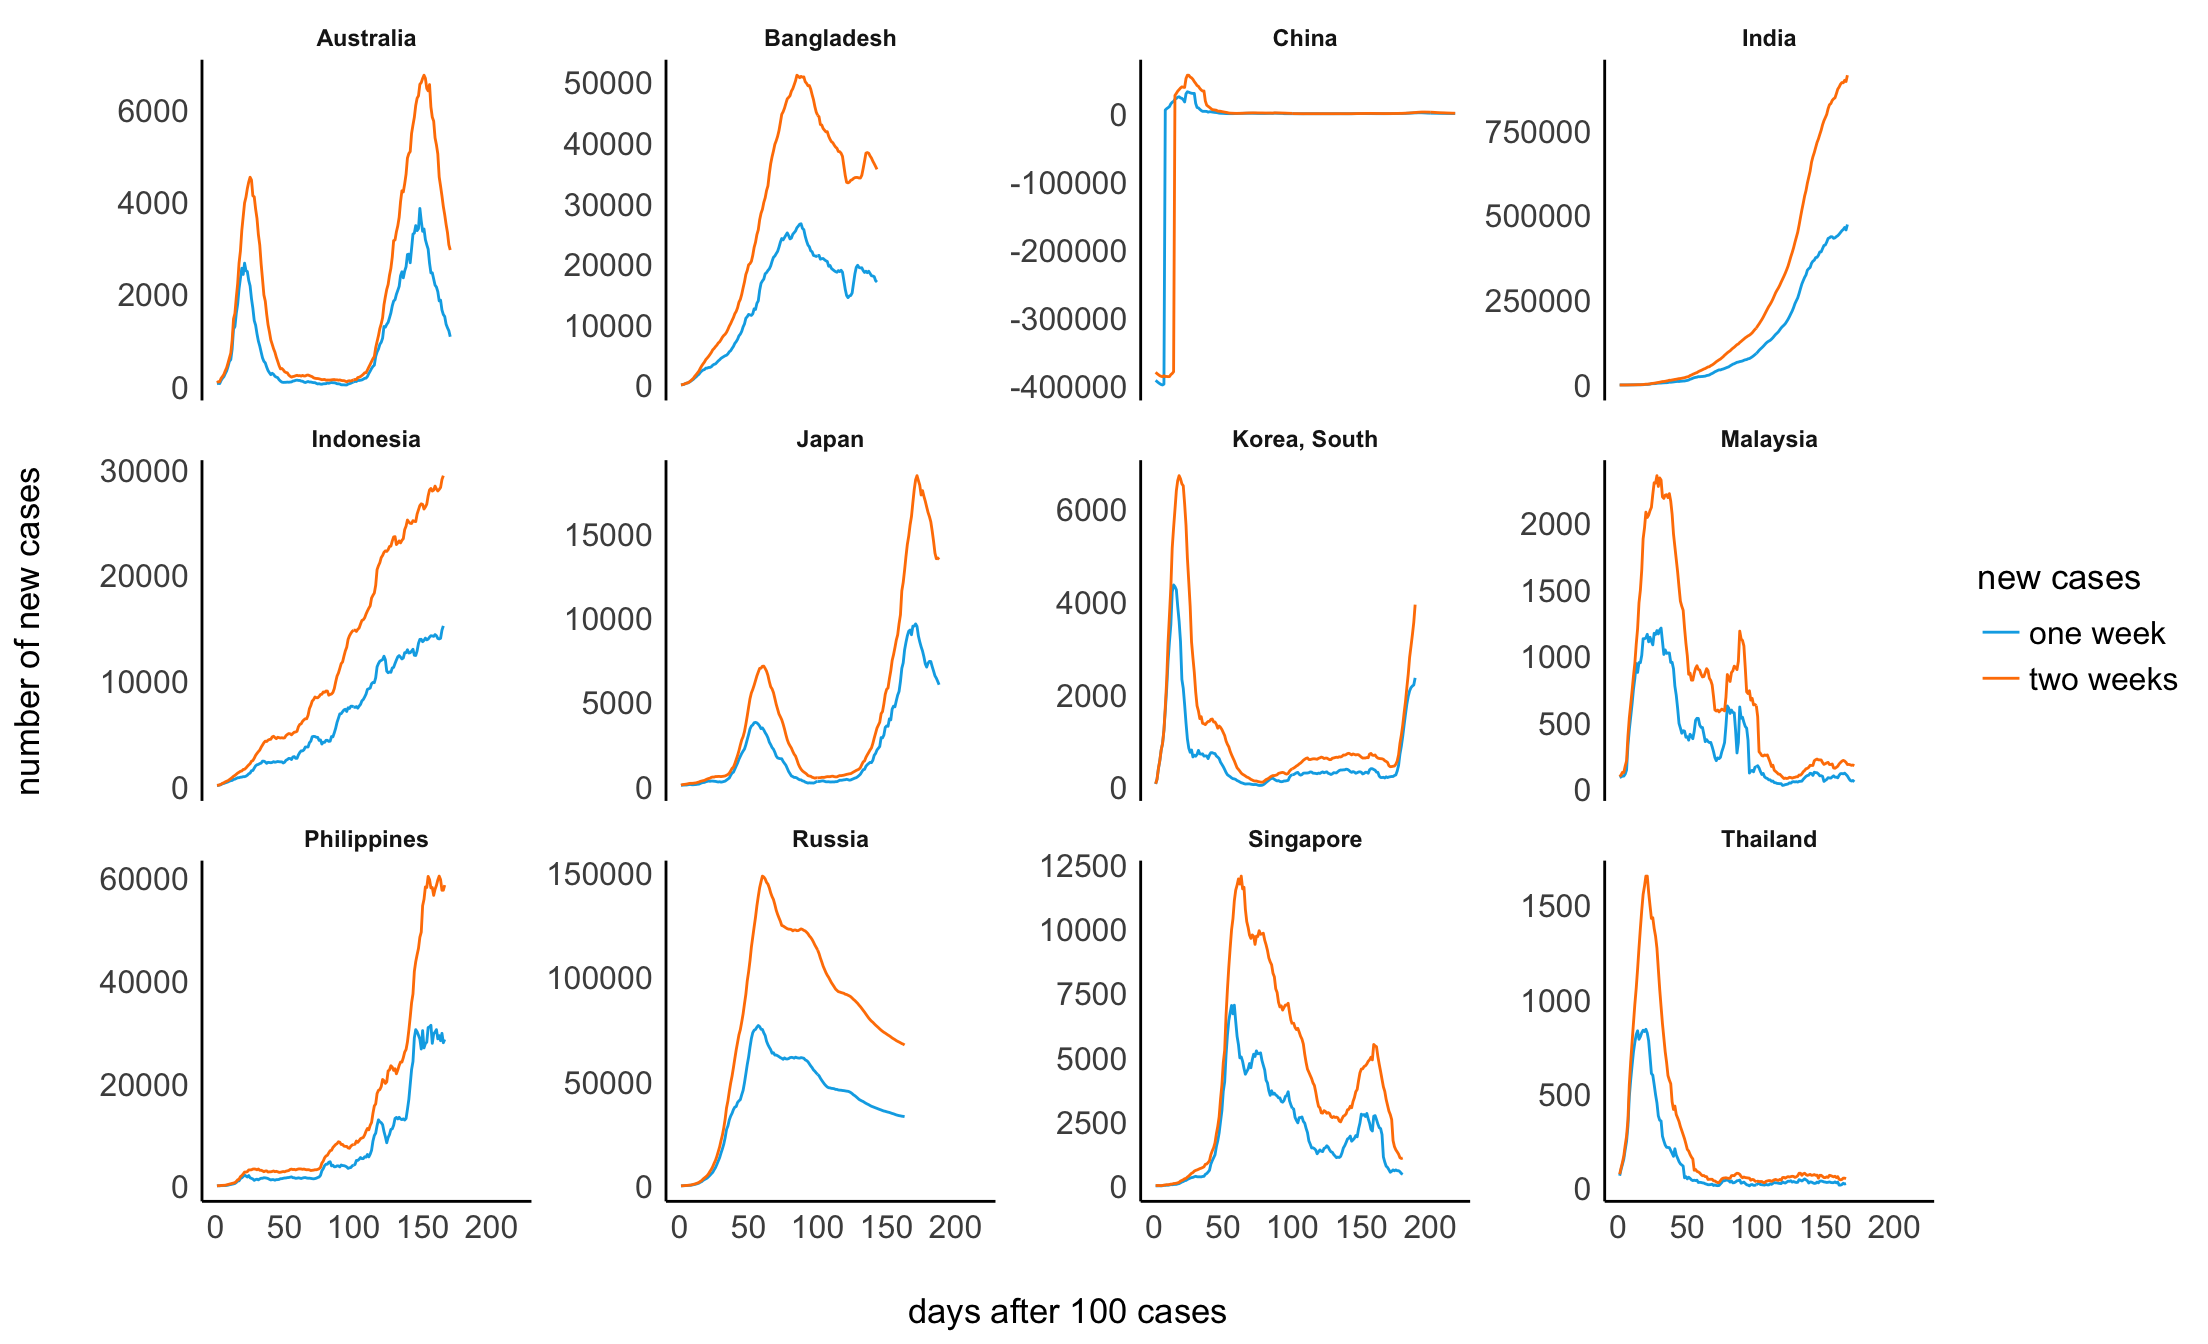 Australia
Bangladesh
China
India
6000
4000
2000
0
50000
40000
30000
20000
10000
0
0
-100000
-200000
-300000
-400000
750000
500000
250000
0
Indonesia
Japan
Korea, South
Malaysia
30000
20000
10000
0
15000
10000
5000
0
6000
4000
2000
0
2000
1500
1000
500
0
number of new cases
new cases
one week
two weeks
Philippines
Russia
Singapore
Thailand
60000
40000
20000
0
150000
100000
50000
0
12500
10000
7500
5000
2500
0
1500
1000
500
0
0 50 100 150 200
0 50 100 150 200
0 50 100 150 200
0 50 100 150 200
days after 100 cases